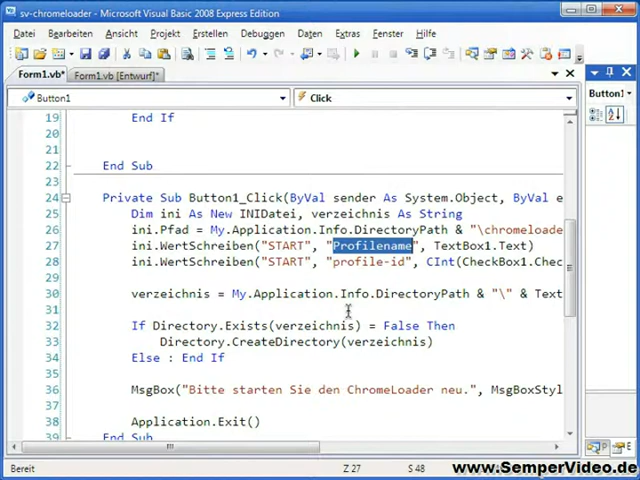 sv-chromeloader - Microsoft Visual Basic 2008 Express Edition
Datei Bearbeiten Ansicht Projekt Erstellen Debuggen Daten Extras Fenster Hilfe
Form1.vb* Form1.vb [Entwurf]*
Button1 Click
Button1
19 End If
20
21
22 End Sub
23
24 Private Sub Button1_Click(ByVal sender As System.Object, ByVal e
25 Dim ini As New INIDatei, verzeichnis As String
26 ini.Pfad = My.Application.Info.DirectoryPath & "\chromeloade
27 ini.WertSchreiben("START", "Profilename", TextBox1.Text)
28 ini.WertSchreiben("START", "profile-id", CInt(CheckBox1.Chec
29
30 verzeichnis = My.Application.Info.DirectoryPath & "\" & Text
31
32 If Directory.Exists(verzeichnis) = False Then
33 Directory.CreateDirectory(verzeichnis)
34 Else : End If
35
36 MsgBox("Bitte starten Sie den ChromeLoader neu.", MsgBoxStyl
37
38 Application.Exit()
39 End Sub
Bereit Z 27 S 48
www.SemperVideo.de